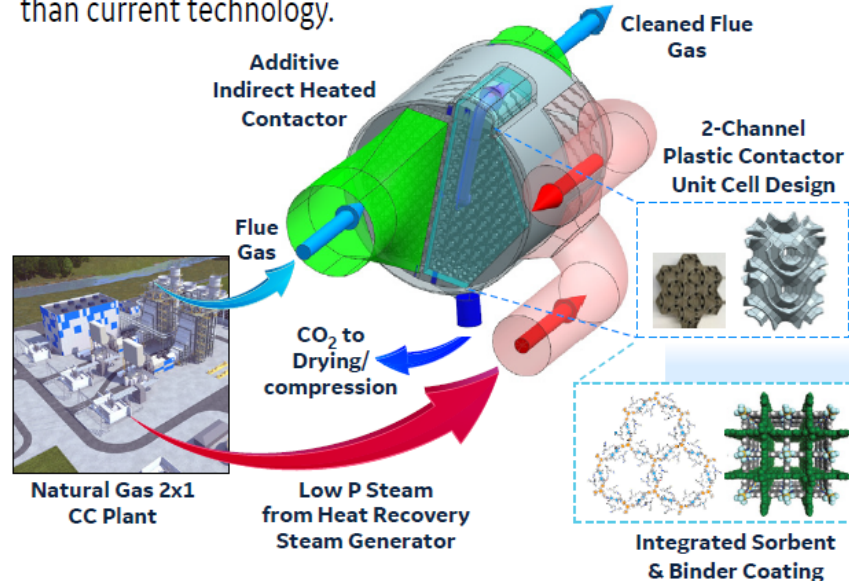 than current technology.
Cleaned Flue
Gas
Additive
Indirect Heated
Contactor
2-Channel
Plastic Contactor
Unit Cell Design
Flue
Gas
CO₂ to
Drying/
compression
Natural Gas 2x1
CC Plant
Low P Steam
from Heat Recovery
Steam Generator
Integrated Sorbent
& Binder Coating